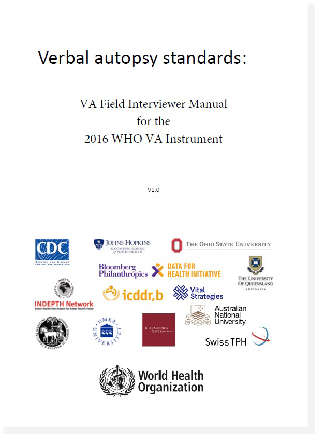 Verbal autopsy standards:
VA Field Interviewer Manual
for the
2016 WHO VA Instrument
V1.0
CDC
JOHNS HOPKINS
THE OHIO STATE UNIVERSITY
Bloomberg
Philanthropies
DATA FOR
HEALTH INITIATIVE
THE UNIVERSITY
OF QUEENSLAND
AUSTRALIA
INDEPTH Network
icddr,b
Vital
Strategies
Australian
National
University
Swiss TPH
World Health
Organization